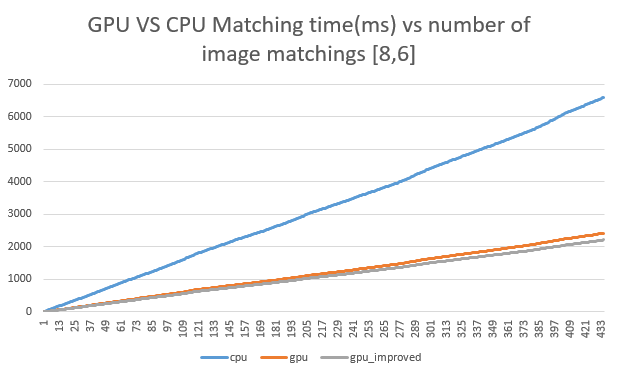 GPU VS CPU Matching time(ms) vs number of
image matchings [8,6]
7000
6000
5000
4000
3000
2000
1000
0
1 13 25 37 49 61 73 85 97 109 121 133 145 157 169 181 193 205 217 229 241 253 265 277 289 301 313 325 337 349 361 373 385 397 409 421 433
cpu gpu gpu_improved